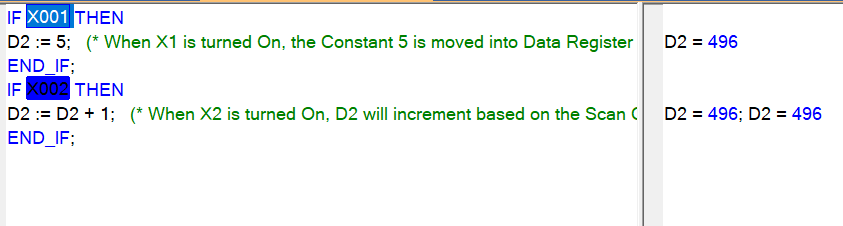 IF X001 THEN
D2 := 5;   (* When X1 is turned On, the Constant 5 is moved into Data Register   D2 = 496
END_IF;
IF X002 THEN
D2 := D2 + 1;   (* When X2 is turned On, D2 will increment based on the Scan   D2 = 496; D2 = 496
END_IF;